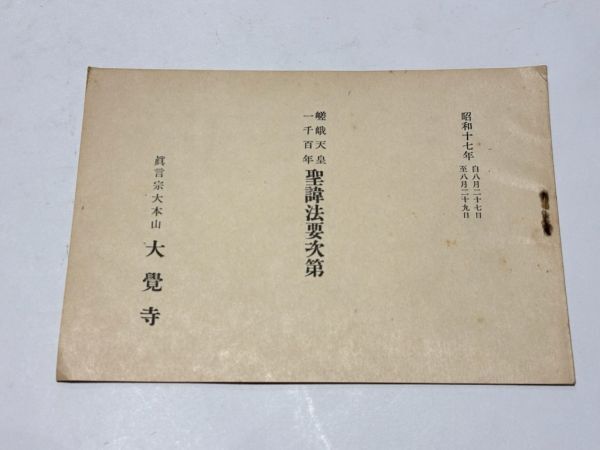 昭和十七年
自八月二十七日
至八月二十九日
嵯峨天皇
一千百年
聖諱法要次第
眞言宗大本山
大覺寺